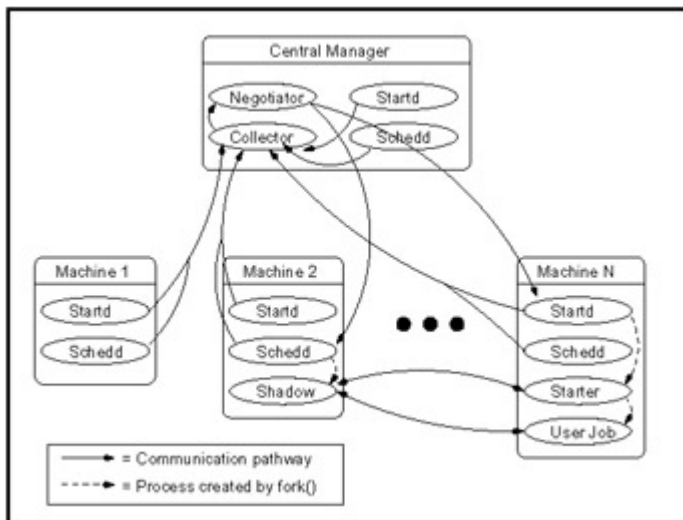 Central Manager
Negotiator
Startd
Collector
Schedd
Machine 1
Startd
Schedd
Machine 2
Startd
Schedd
Shadow
Machine N
Startd
Schedd
Starter
User Job
= Communication pathway
= Process created by fork()